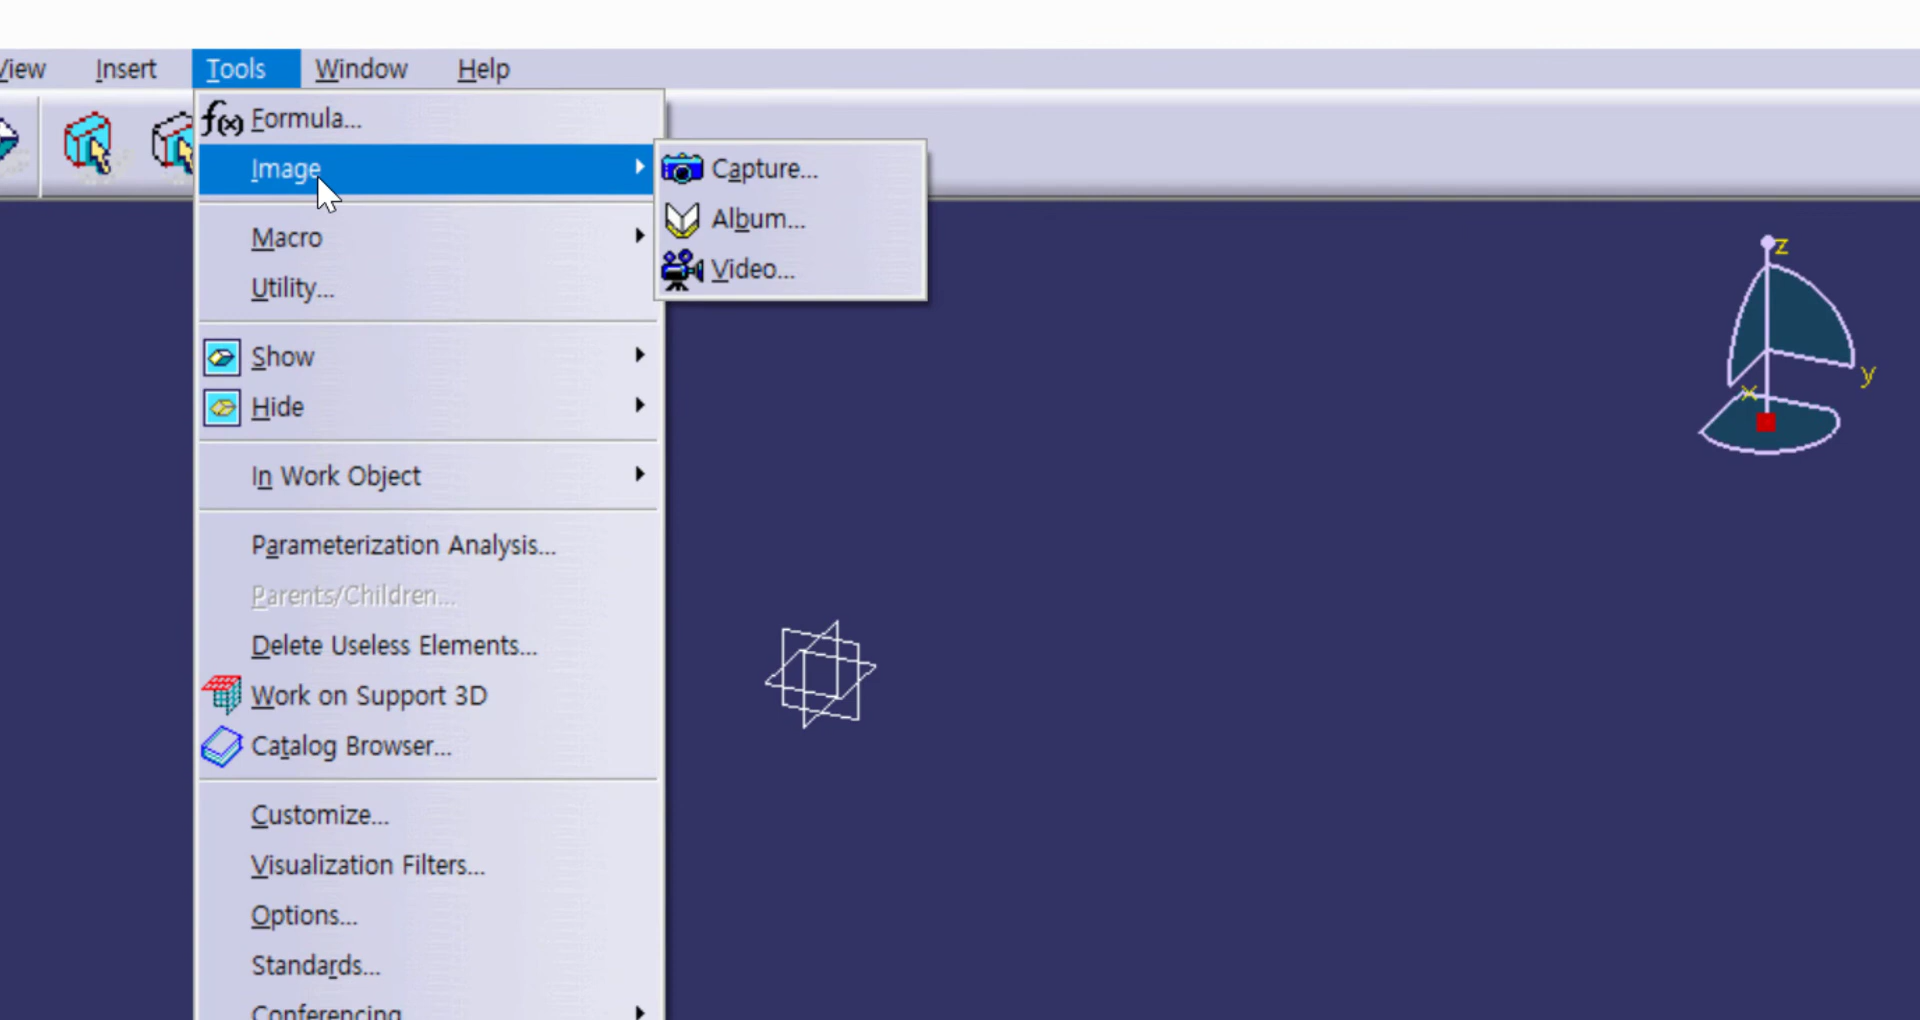 View Insert Tools Window Help
f(x) Formula...
Image
Capture...
Album...
Video...
Macro
Utility...
Show
Hide
In Work Object
Parameterization Analysis...
Parents/Children...
Delete Useless Elements...
Work on Support 3D
Catalog Browser...
Customize...
Visualization Filters...
Options...
Standards...
Conferencing
z
y
x